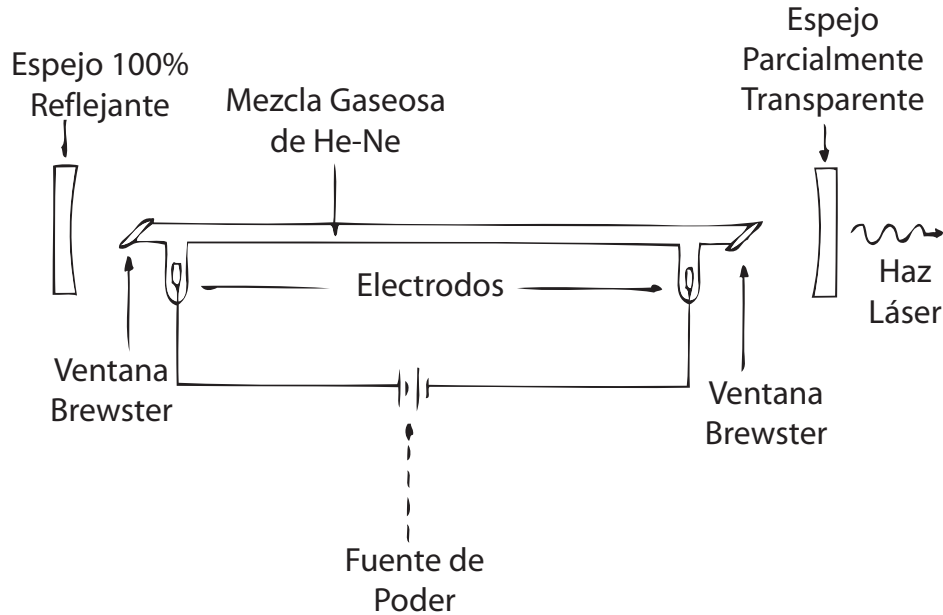 Espejo 100%
Reflejante
Mezcla Gaseosa
de He-Ne
Espejo
Parcialmente
Transparente
Electrodos
Haz
Láser
Ventana
Brewster
Ventana
Brewster
Fuente de
Poder